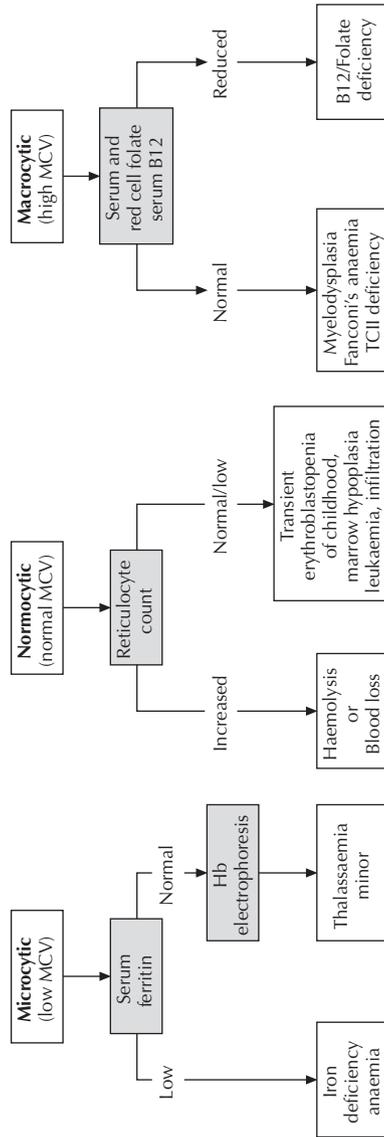 Microcytic
(low MCV)
Serum
ferritin
Low
Normal
Iron
deficiency
anaemia
Hb
electrophoresis
Thalassaemia
minor
Normocytic
(normal MCV)
Reticulocyte
count
Increased
Normal/low
Haemolysis
or
Blood loss
Transient
erythroblastopenia
of childhood,
marrow hypoplasia
leukaemia, infiltration
Macrocytic
(high MCV)
Serum and
red cell folate
serum B12
Normal
Reduced
Myelodysplasia
Fanconi's anaemia
TCII deficiency
B12/Folate
deficiency